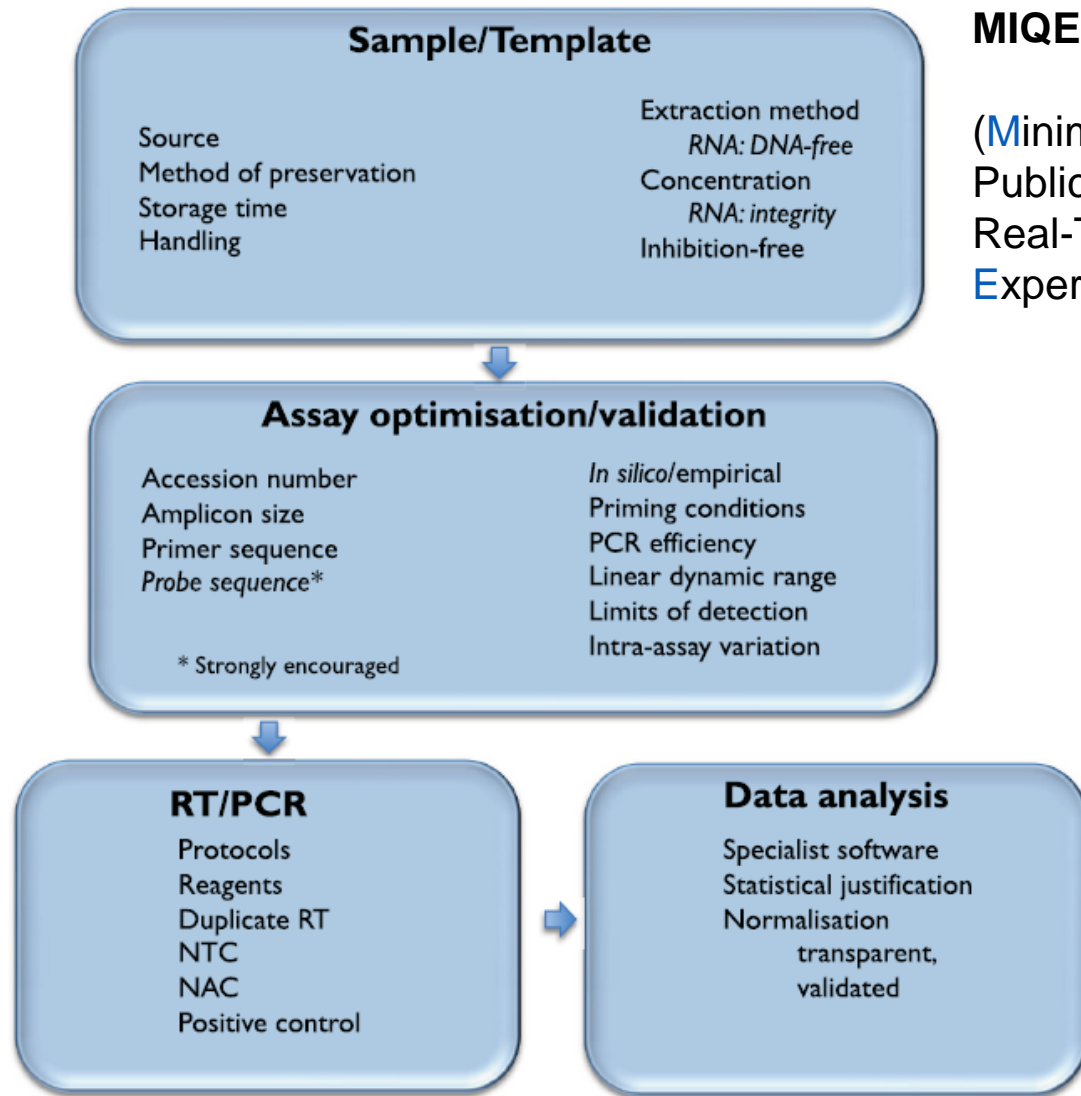 Sample/Template
Source
Method of preservation
Storage time
Handling
Extraction method
RNA: DNA-free
Concentration
RNA: integrity
Inhibition-free
MIQE
Real-
Assay optimisation/validation
Accession number
Amplicon size
Primer sequence
Probe sequence*
* Strongly encouraged
In silico/empirical
Priming conditions
PCR efficiency
Linear dynamic range
Limits of detection
Intra-assay variation
RT/PCR
Protocols
Reagents
Duplicate RT
NTC
NAC
Positive control
Data analysis
Specialist software
Statistical justification
Normalisation
transparent,
validated